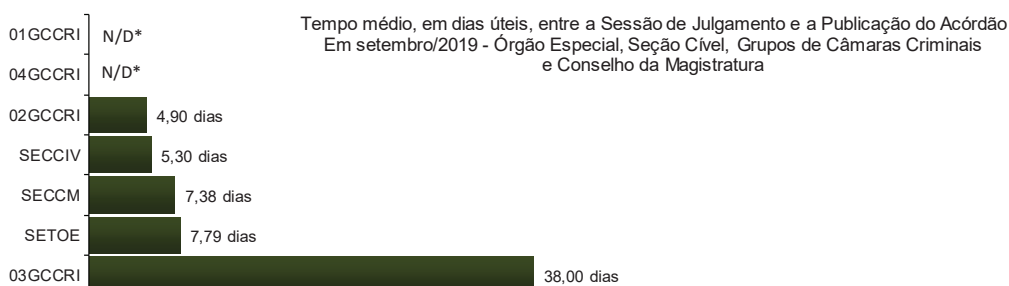 Tempo médio, em dias úteis, entre a Sessão de Julgamento e a Publicação do Acórdão
Em setembro/2019 - Órgão Especial, Seção Cível, Grupos de Câmaras Criminais
e Conselho da Magistratura
01GCCRI N/D*
04GCCRI N/D*
02GCCRI 4,90 dias
SECCIV 5,30 dias
SECCM 7,38 dias
SETOE 7,79 dias
03GCCRI 38,00 dias